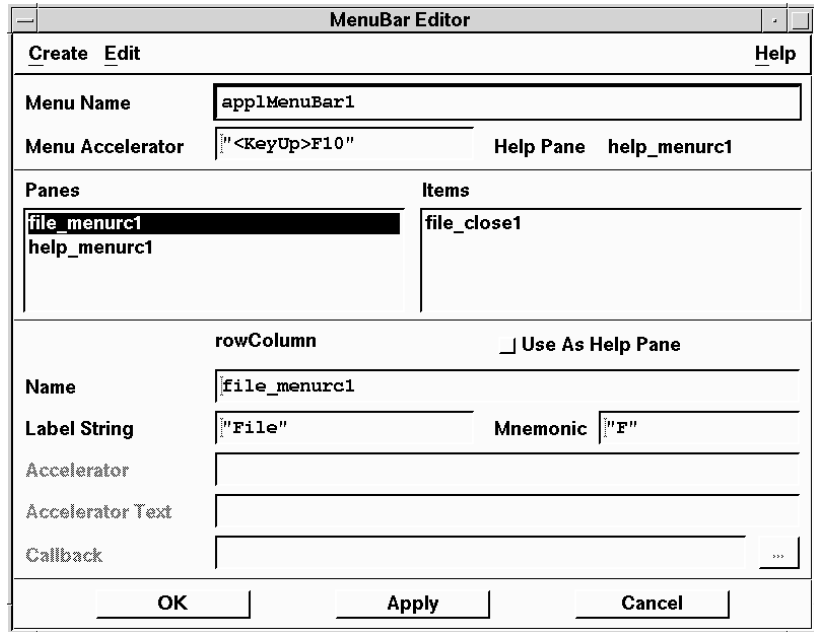 MenuBar Editor
Create Edit Help
Menu Name applMenuBar1
Menu Accelerator "<KeyUp>F10" Help Pane help_menurc1
Panes Items
file_menurc1 file_close1
help_menurc1
rowColumn Use As Help Pane
Name file_menurc1
Label String "File" Mnemonic "F"
Accelerator
Accelerator Text
Callback ...
OK Apply Cancel